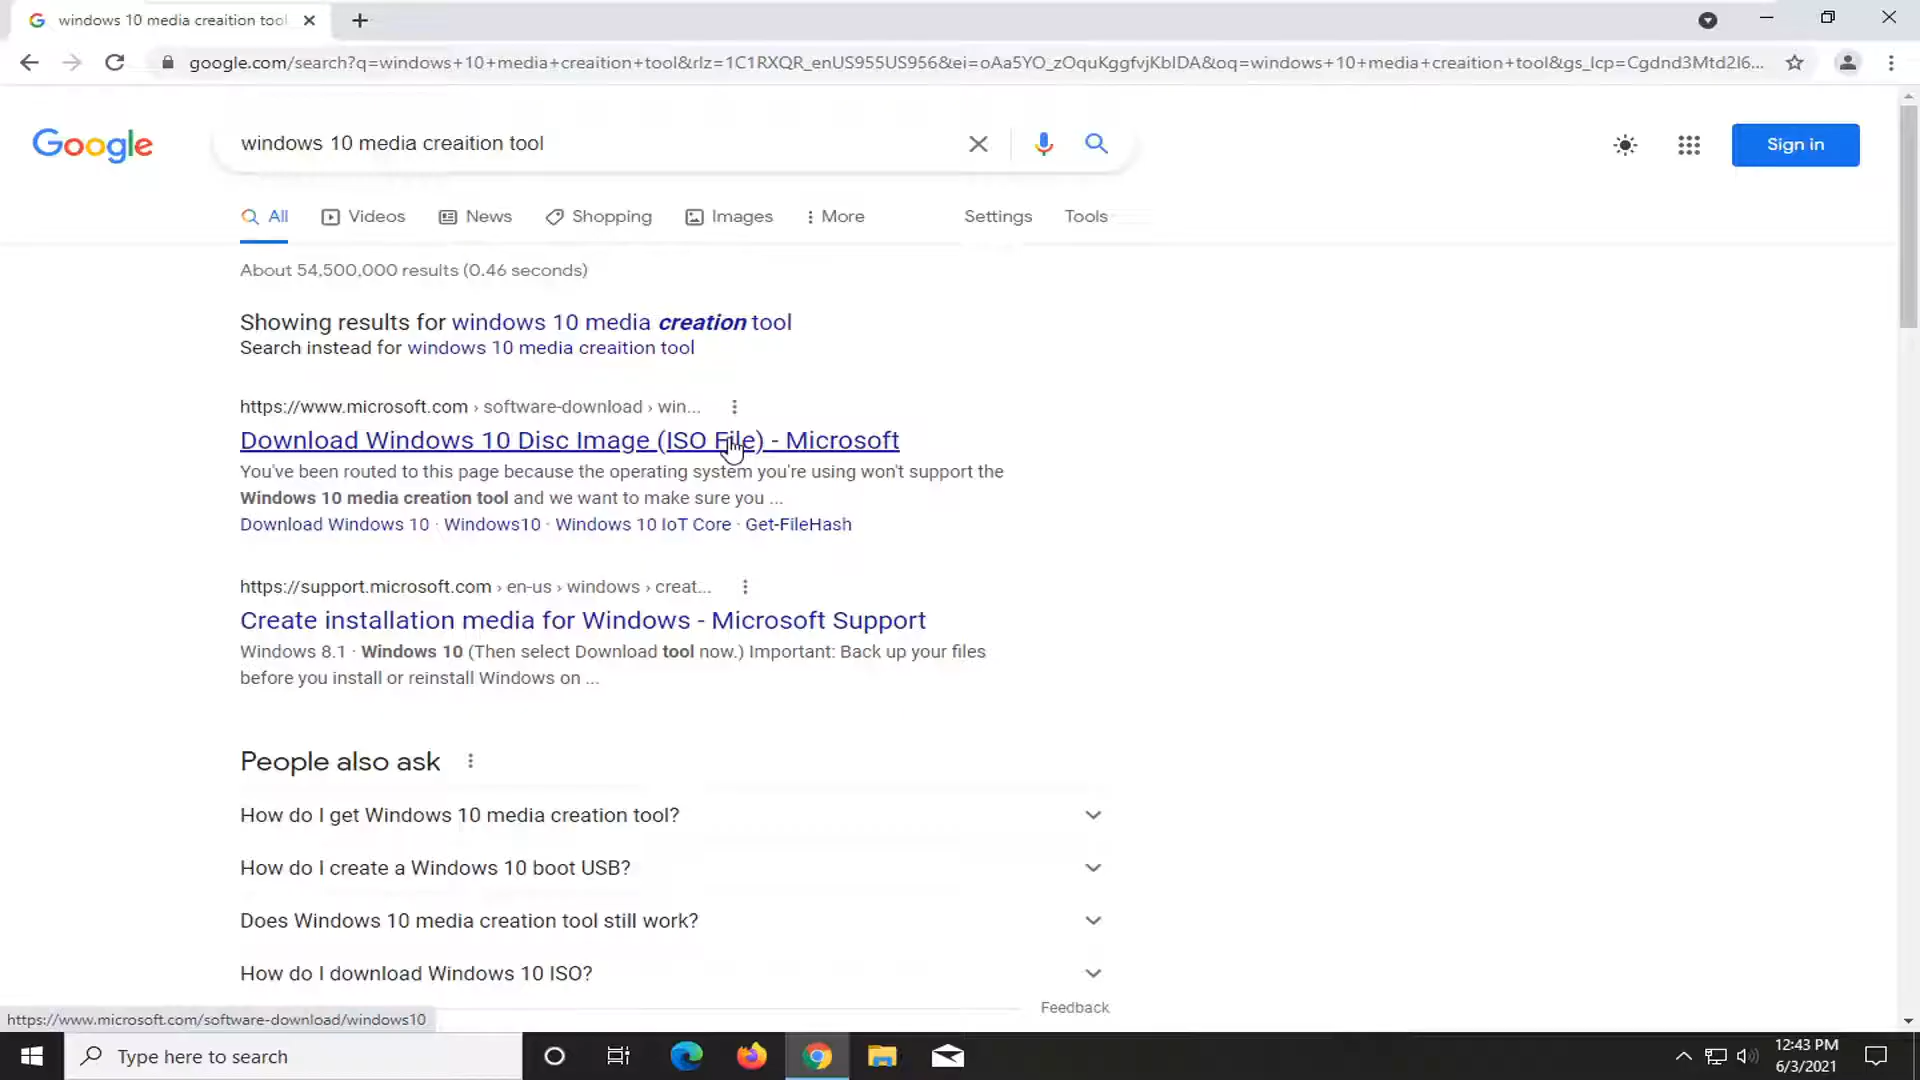 windows 10 media creaition tool
google.com/search?q=windows+10+media+creaition+tool&rlz=1C1RXQR_enUS955US956&ei=oAa5YO_zOquKggfvjKbIDA&oq=windows+10+media+creaition+tool&gs_lcp=Cgdnd3Mtd2l6...
Google
windows 10 media creaition tool
Sign in
All
Videos
News
Shopping
Images
More
Settings
Tools
About 54,500,000 results (0.46 seconds)
Showing results for windows 10 media creation tool
Search instead for windows 10 media creaition tool
https://www.microsoft.com › software-download › win...
Download Windows 10 Disc Image (ISO File) - Microsoft
You've been routed to this page because the operating system you're using won't support the
Windows 10 media creation tool and we want to make sure you ...
Download Windows 10 · Windows10 · Windows 10 IoT Core · Get-FileHash
https://support.microsoft.com › en-us › windows › creat...
Create installation media for Windows - Microsoft Support
Windows 8.1 · Windows 10 (Then select Download tool now.) Important: Back up your files
before you install or reinstall Windows on ...
People also ask
How do I get Windows 10 media creation tool?
How do I create a Windows 10 boot USB?
Does Windows 10 media creation tool still work?
How do I download Windows 10 ISO?
Feedback
https://www.microsoft.com/software-download/windows10
Type here to search
12:43 PM
6/3/2021